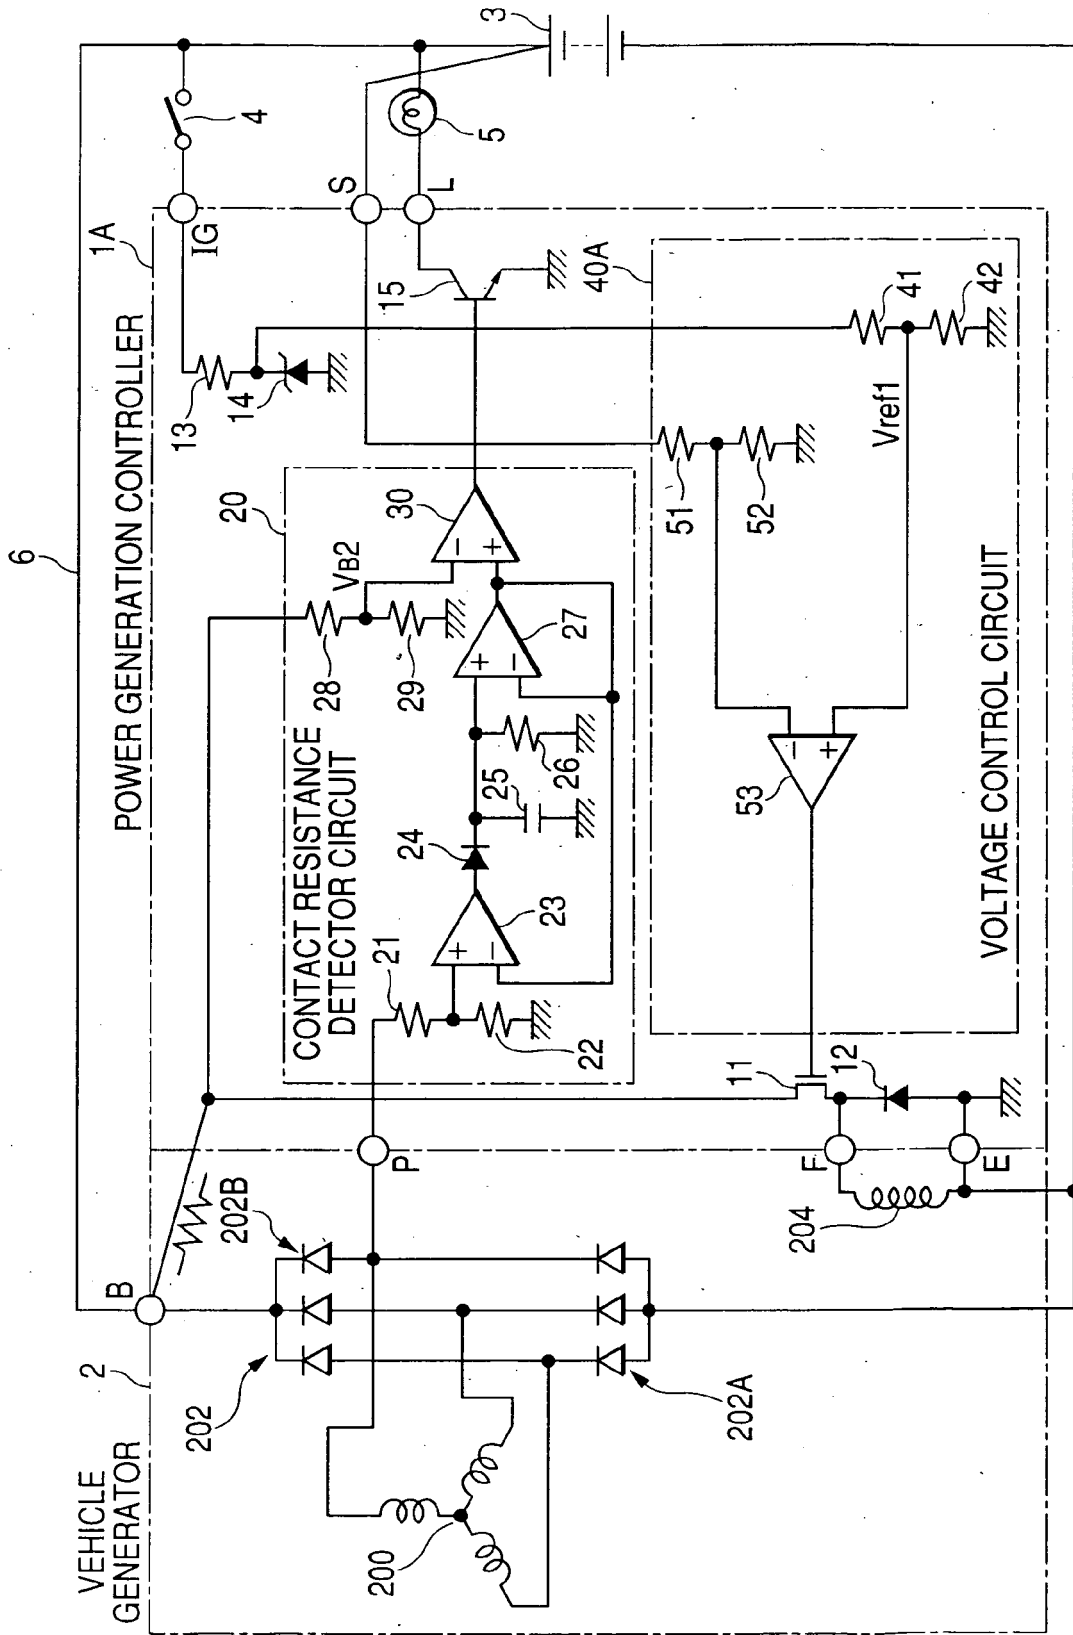 6
POWER GENERATION CONTROLLER
1A
4
3
IG
S
L
5
13
14
15
40A
20
VB2
30
28
29
27
CONTACT RESISTANCE
DETECTOR CIRCUIT
24
25
26
23
21
22
51
52
41
42
Vref1
53
VOLTAGE CONTROL CIRCUIT
11
12
P
F
E
204
VEHICLE
GENERATOR
2
B
202B
202
202A
200
+
−
+
−
−
+
−
+